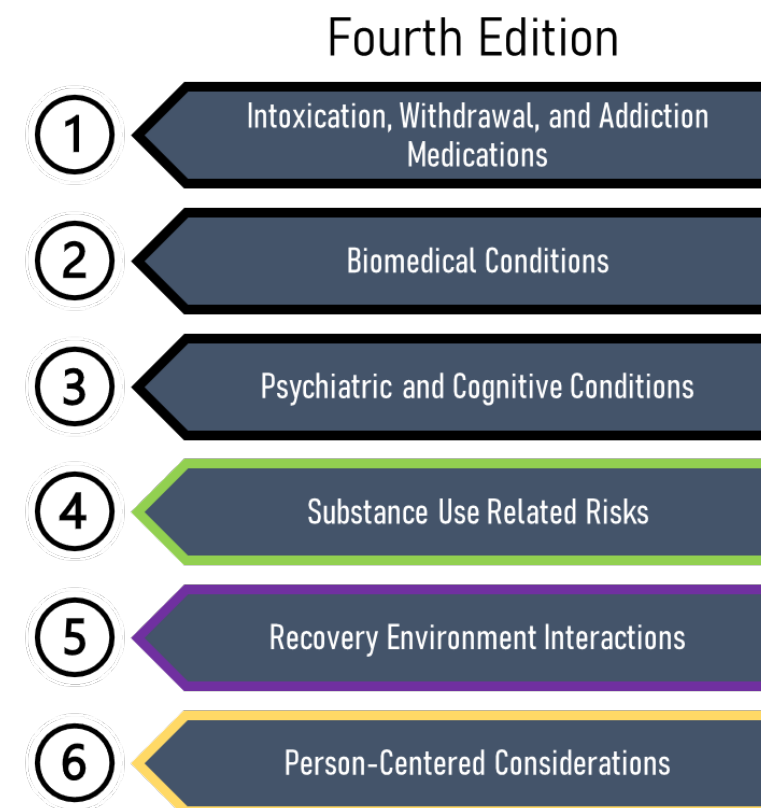 Fourth Edition
1
Intoxication, Withdrawal, and Addiction
Medications
2
Biomedical Conditions
3
Psychiatric and Cognitive Conditions
4
Substance Use Related Risks
5
Recovery Environment Interactions
6
Person-Centered Considerations